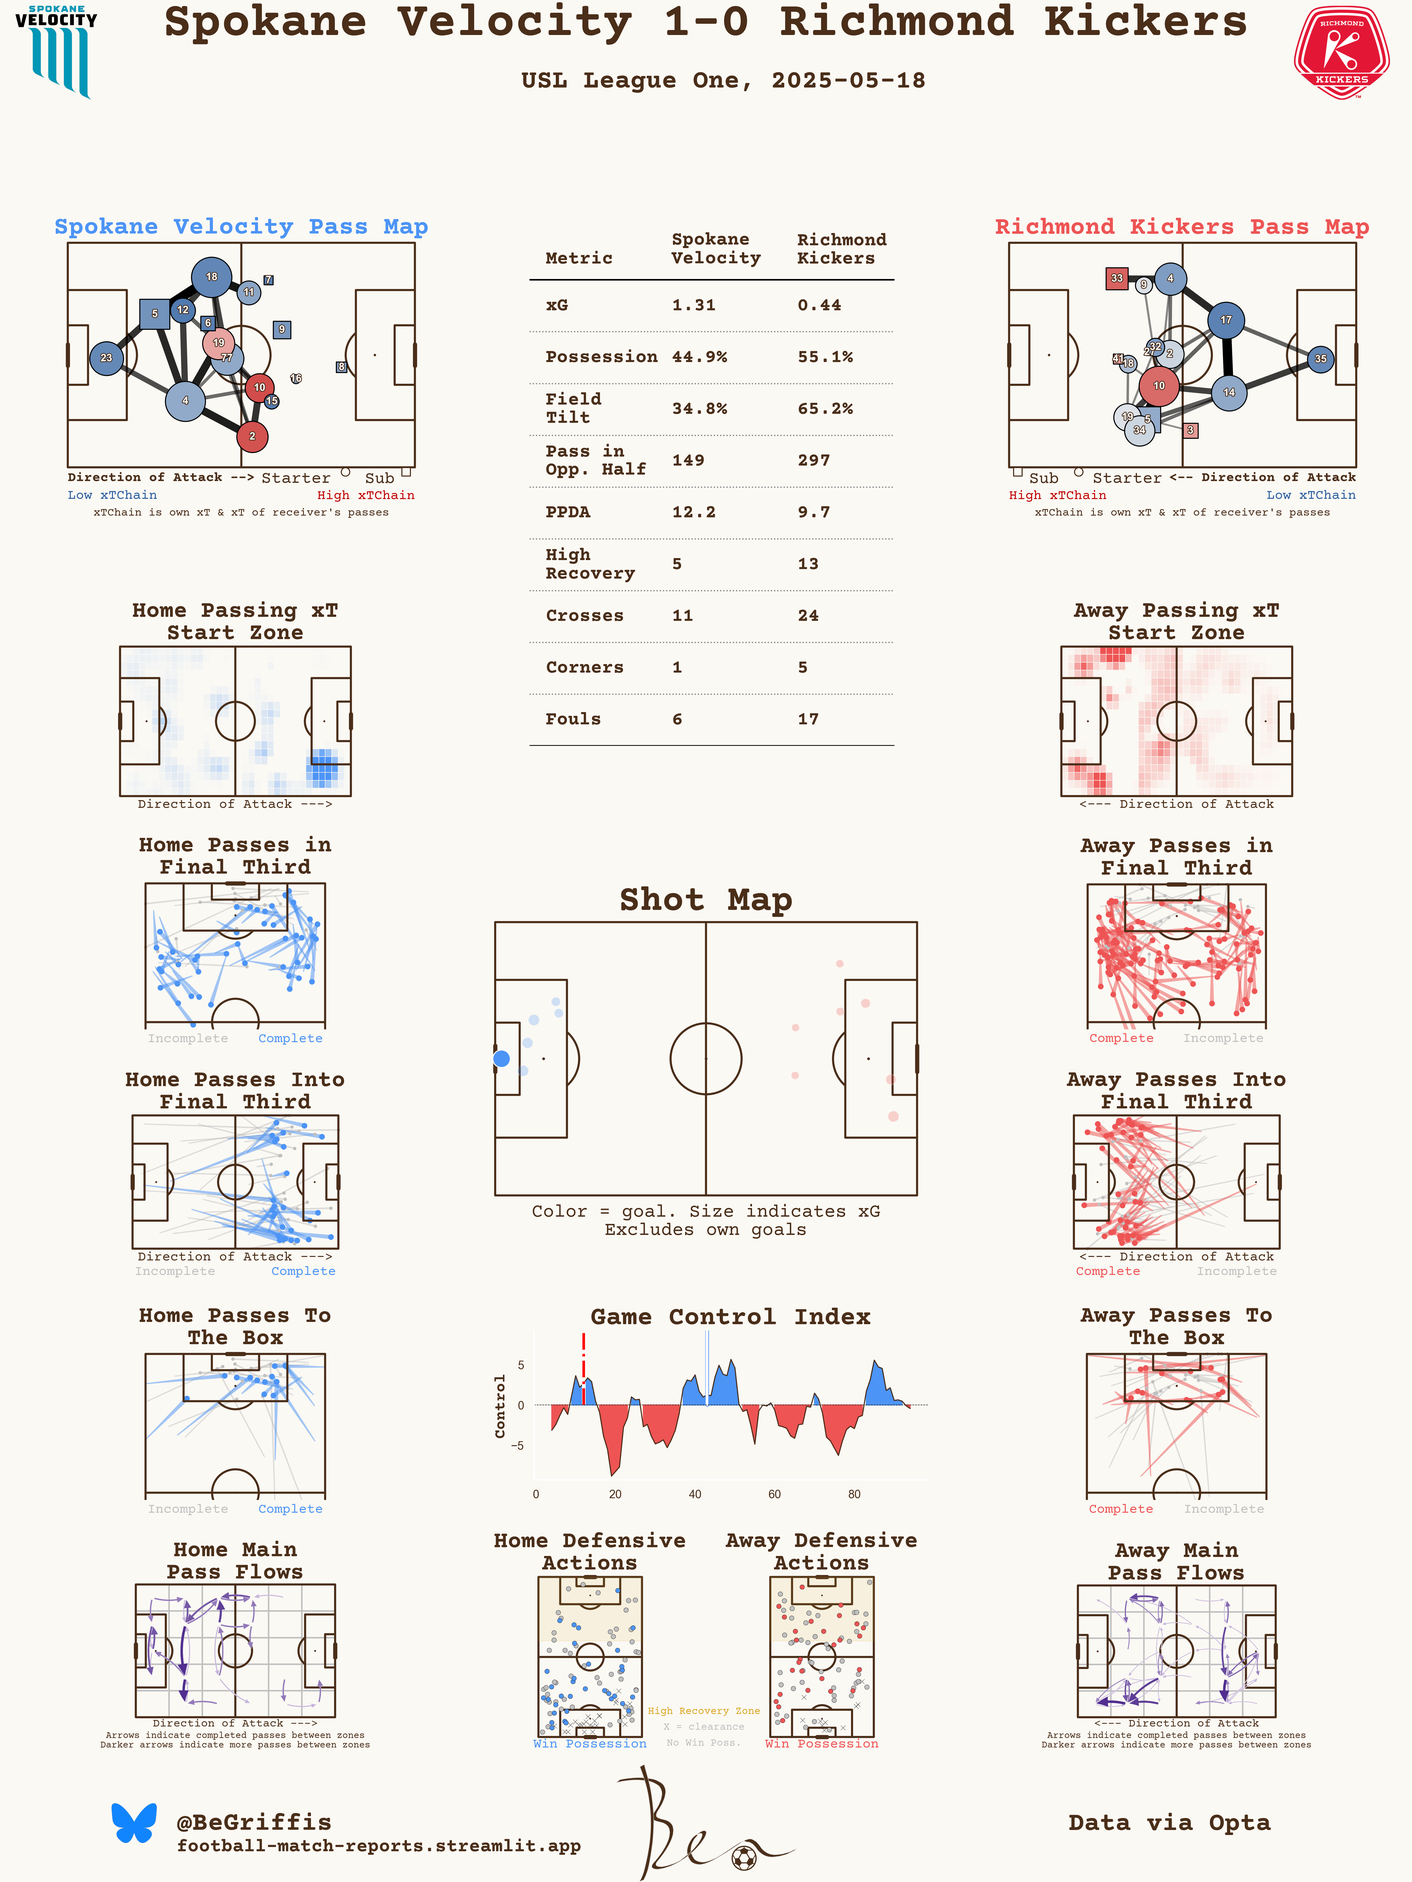 Spokane Velocity 1-0 Richmond Kickers
USL League One, 2025-05-18
SPOKANE
VELOCITY
RICHMOND
KICKERS
Spokane Velocity Pass Map
18
7
11
5
12
6
9
19
77
23
8
16
10
15
4
2
Direction of Attack --> Starter Sub
Low xTChain High xTChain
xTChain is own xT & xT of receiver's passes
Metric Spokane Velocity Richmond Kickers
xG 1.31 0.44
Possession 44.9% 55.1%
Field Tilt 34.8% 65.2%
Pass in Opp. Half 149 297
PPDA 12.2 9.7
High Recovery 5 13
Crosses 11 24
Corners 1 5
Fouls 6 17
Richmond Kickers Pass Map
33
9
4
17
32
2
41
18
35
10
14
19
5
34
3
Sub Starter <-- Direction of Attack
High xTChain Low xTChain
xTChain is own xT & xT of receiver's passes
Home Passing xT
Start Zone
Direction of Attack --->
Away Passing xT
Start Zone
<--- Direction of Attack
Home Passes in
Final Third
Incomplete Complete
Away Passes in
Final Third
Complete Incomplete
Shot Map
Color = goal. Size indicates xG
Excludes own goals
Home Passes Into
Final Third
Direction of Attack --->
Incomplete Complete
Away Passes Into
Final Third
<--- Direction of Attack
Complete Incomplete
Home Passes To
The Box
Incomplete Complete
Game Control Index
Control
5
0
−5
0 20 40 60 80
Away Passes To
The Box
Complete Incomplete
Home Main
Pass Flows
Direction of Attack --->
Arrows indicate completed passes between zones
Darker arrows indicate more passes between zones
Home Defensive
Actions
Win Possession
High Recovery Zone
X = clearance
No Win Poss.
Away Defensive
Actions
Win Possession
Away Main
Pass Flows
<--- Direction of Attack
Arrows indicate completed passes between zones
Darker arrows indicate more passes between zones
@BeGriffis
football-match-reports.streamlit.app
Ben
Data via Opta